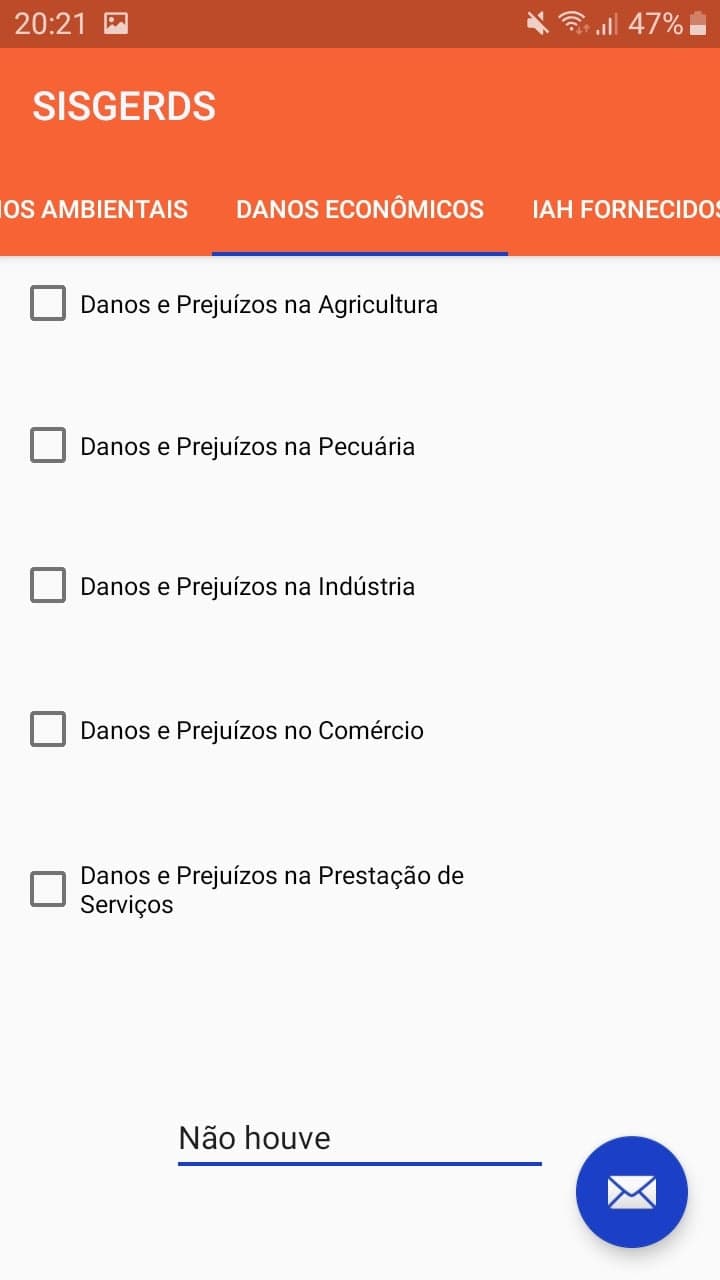 20:21 47%
SISGERDS
OS AMBIENTAIS DANOS ECONÔMICOS IAH FORNECIDOS
Danos e Prejuízos na Agricultura
Danos e Prejuízos na Pecuária
Danos e Prejuízos na Indústria
Danos e Prejuízos no Comércio
Danos e Prejuízos na Prestação de
Serviços
Não houve